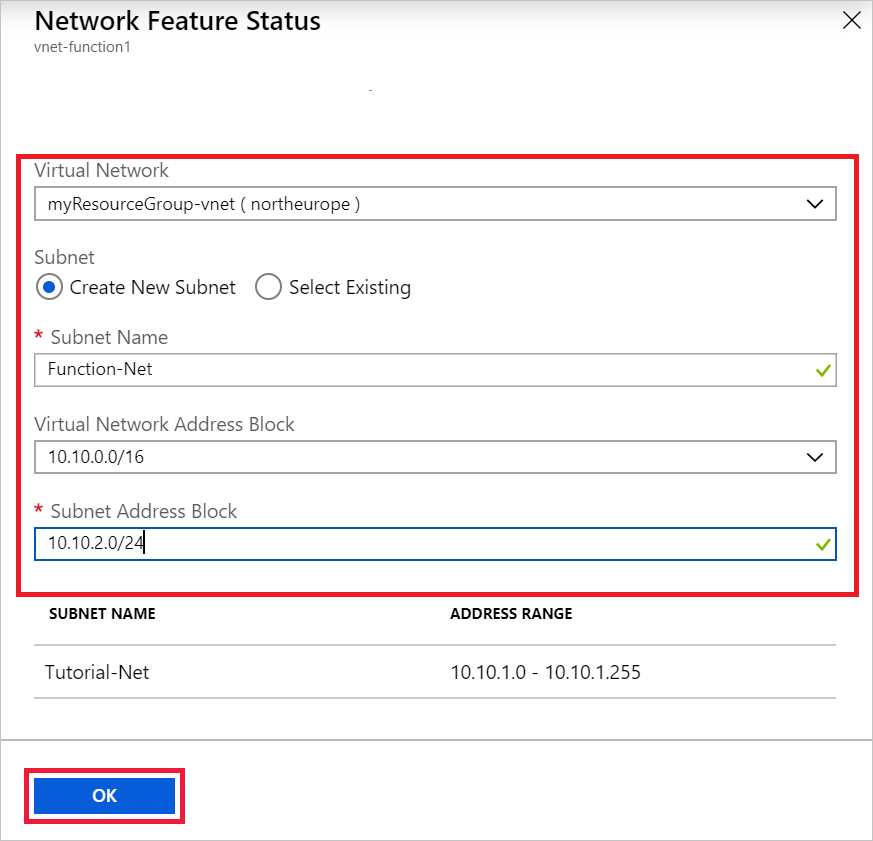 Network Feature Status
vnet-function1
-
Virtual Network
myResourceGroup-vnet ( northeurope )
Subnet
Create New Subnet Select Existing
* Subnet Name
Function-Net
Virtual Network Address Block
10.10.0.0/16
* Subnet Address Block
10.10.2.0/24
SUBNET NAME ADDRESS RANGE
Tutorial-Net 10.10.1.0 - 10.10.1.255
OK